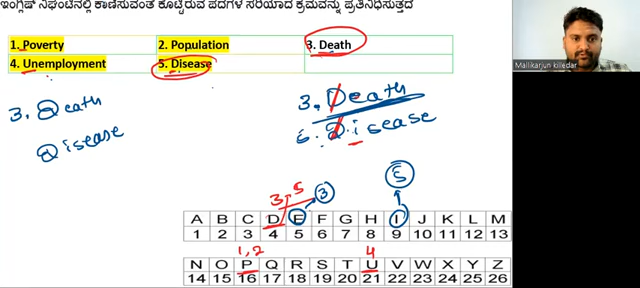 ಇಂಗ್ಲಿಷ್ ನಿಘಂಟಿನಲ್ಲಿ ಕಾಣಿಸುವಂತೆ ಕೊಟ್ಟಿರುವ ಪದಗಳ ಸರಿಯಾದ ಕ್ರಮವನ್ನು ಪ್ರತಿನಿಧಿಸುತ್ತದೆ
1. Poverty 2. Population 3. Death
4. Unemployment 5. Disease
Mallikarjun biledar
3. Death
Disease
3. Death
5. Disease
3, 5
3
5
A B C D E F G H I J K L M
1 2 3 4 5 6 7 8 9 10 11 12 13
1, 2
4
N O P Q R S T U V W X Y Z
14 15 16 17 18 19 20 21 22 23 24 25 26